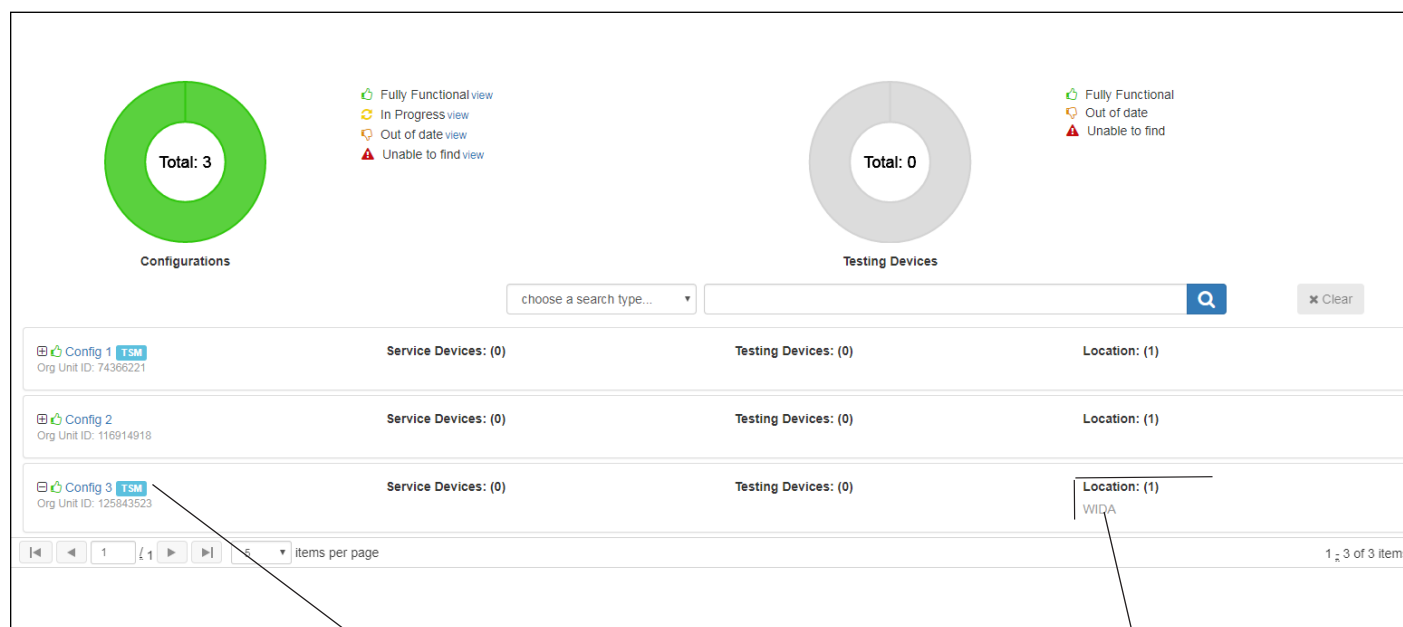 Total: 3
Fully Functional view
In Progress view
Out of date view
Unable to find view
Configurations
Total: 0
Fully Functional
Out of date
Unable to find
Testing Devices
choose a search type...
Clear
Config 1 TSM Service Devices: (0) Testing Devices: (0) Location: (1)
Org Unit ID: 74366221
Config 2 Service Devices: (0) Testing Devices: (0) Location: (1)
Org Unit ID: 116914918
Config 3 TSM Service Devices: (0) Testing Devices: (0) Location: (1)
Org Unit ID: 125843523 WIDA
1 / 1 5 items per page 1 - 3 of 3 items